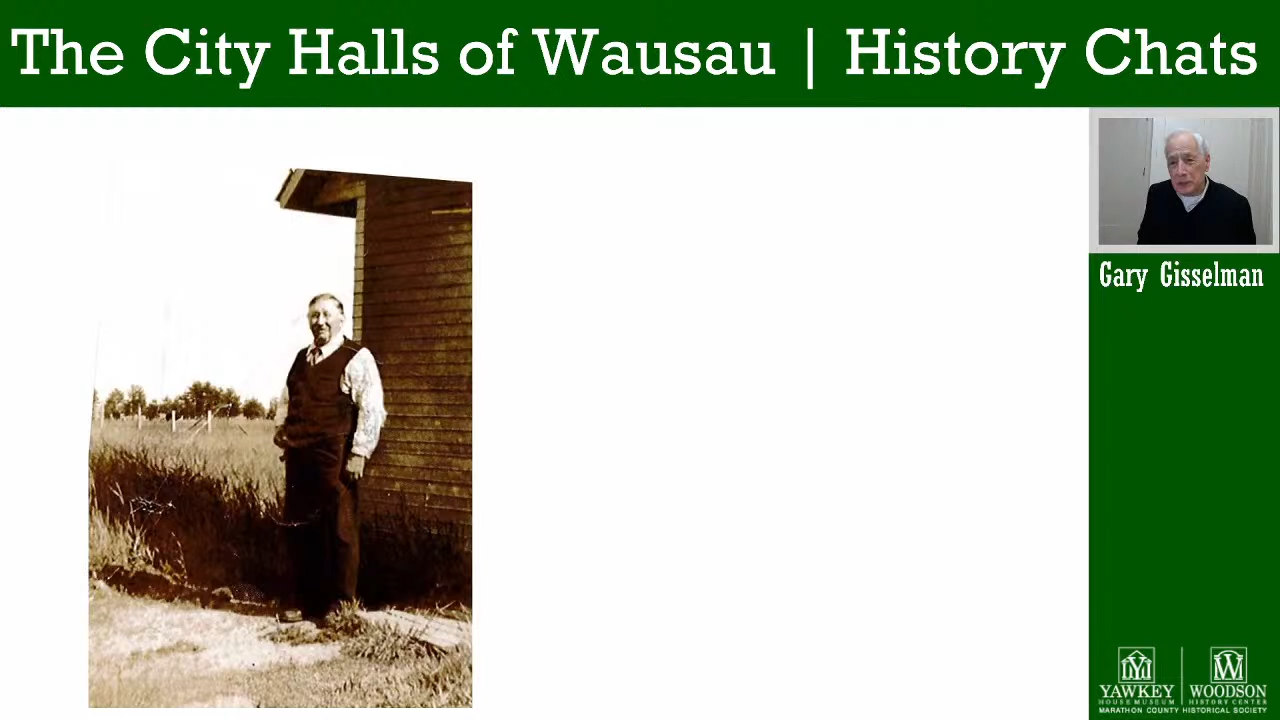 The City Halls of Wausau | History Chats
Gary Gisselman
YAWKEY
HOUSE MUSEUM
WOODSON
HISTORY CENTER
MARATHON COUNTY HISTORICAL SOCIETY